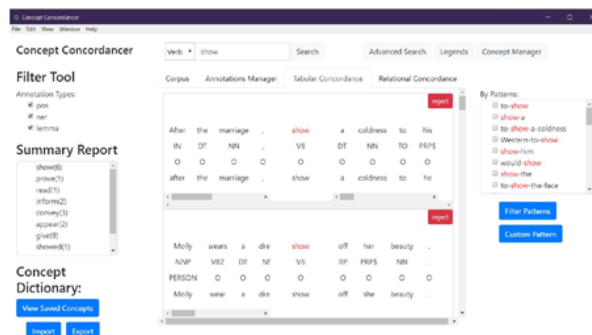 Concept Concordancer
File Edit View Window Help
Concept Concordancer
Verb show Search Advanced Search Legends Concept Manager
Filter Tool
Annotation Types:
pos
ner
lemma
Summary Report
show(6)
prove(1)
read(1)
inform(2)
convey(3)
appear(2)
give(9)
showed(1)
Concept
Dictionary:
View Saved Concepts
Import Export
Corpus Annotations Manager Tabular Concordance Relational Concordance
reject
After the marriage , show a coldness to his
IN DT NN , VB DT NN TO PRP$
O O O O O O O O O
after the marriage , show a coldness to he
reject
Molly wears a dre show off her beauty .
NNP VBZ DT NI VB RP PRP$ NN .
PERSON O O O O O O O O
Molly wear a dre show off she beauty .
By Patterns:
to-show
show-a
to-show-a-coldness
Western-to-show
show-him
would-show
show-the
to-show-the-face
Filter Patterns
Custom Pattern